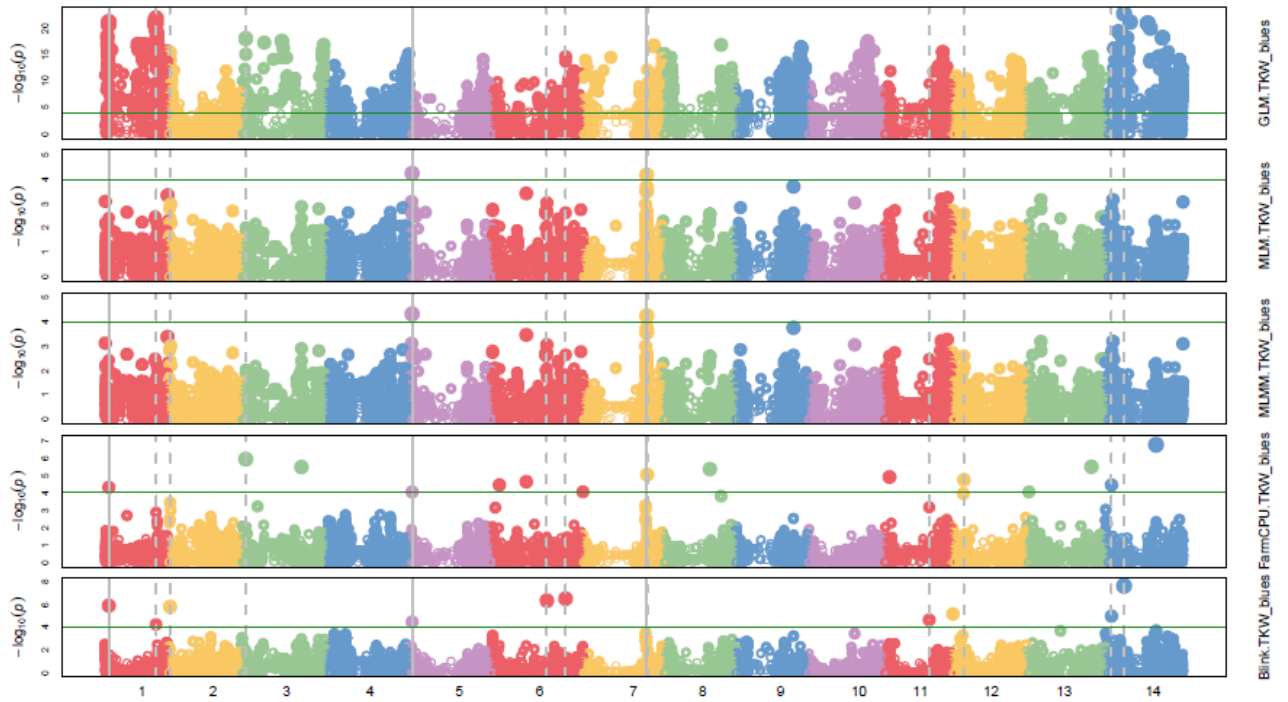 20
15
10
5
0
−log10(p)
GLM.TKW_blues
5
4
3
2
1
0
−log10(p)
MLM.TKW_blues
5
4
3
2
1
0
−log10(p)
MLMM.TKW_blues
7
6
5
4
3
2
1
0
−log10(p)
FarmCPU.TKW_blues
8
6
4
2
0
−log10(p)
Blink.TKW_blues
1 2 3 4 5 6 7 8 9 10 11 12 13 14